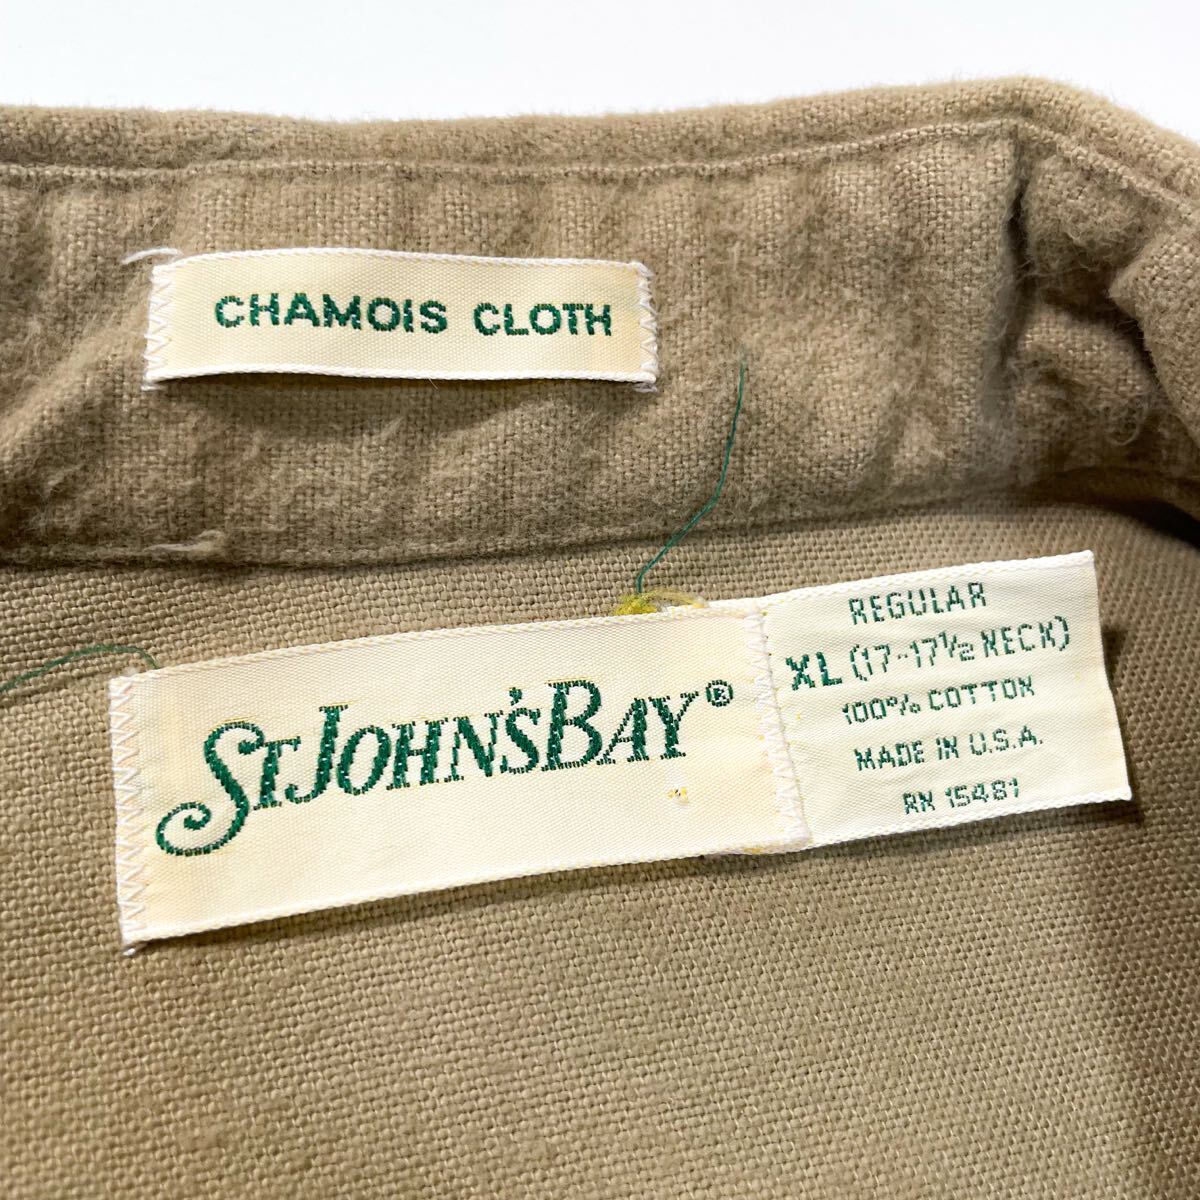 CHAMOIS CLOTH
ST JOHN'S BAY®
REGULAR
XL (17-17½ NECK)
100% COTTON
MADE IN U.S.A.
RN 15481